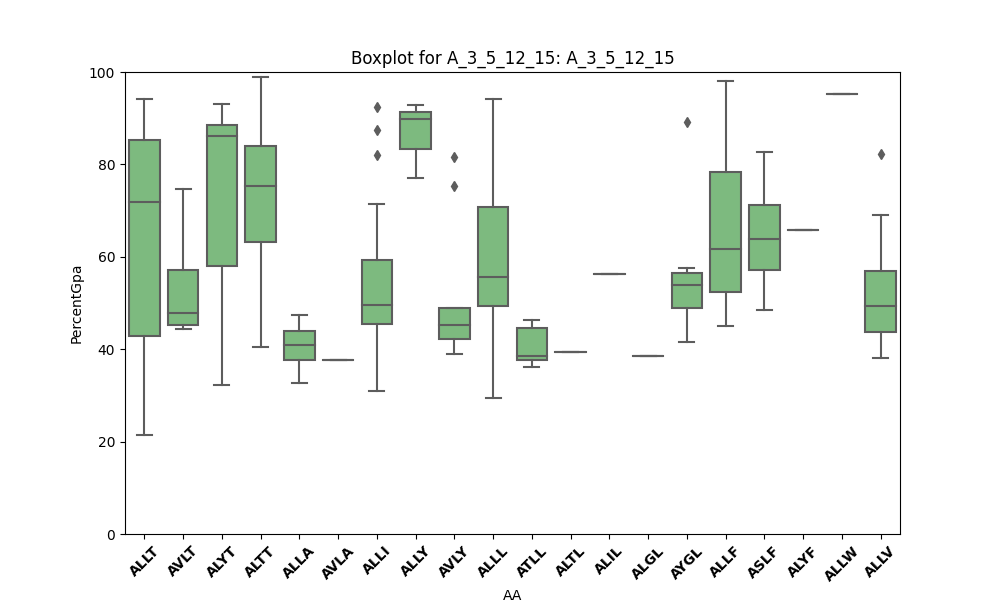 Boxplot for A_3_5_12_15: A_3_5_12_15
100
80
60
40
20
0
PercentGpa
ALLT AVLT ALYT ALTT ALLA AVLA ALLI ALLY AVLY ALLL ATLL ALTL ALIL ALGL AYGL ALLF ASLF ALYF ALLW ALLV
AA